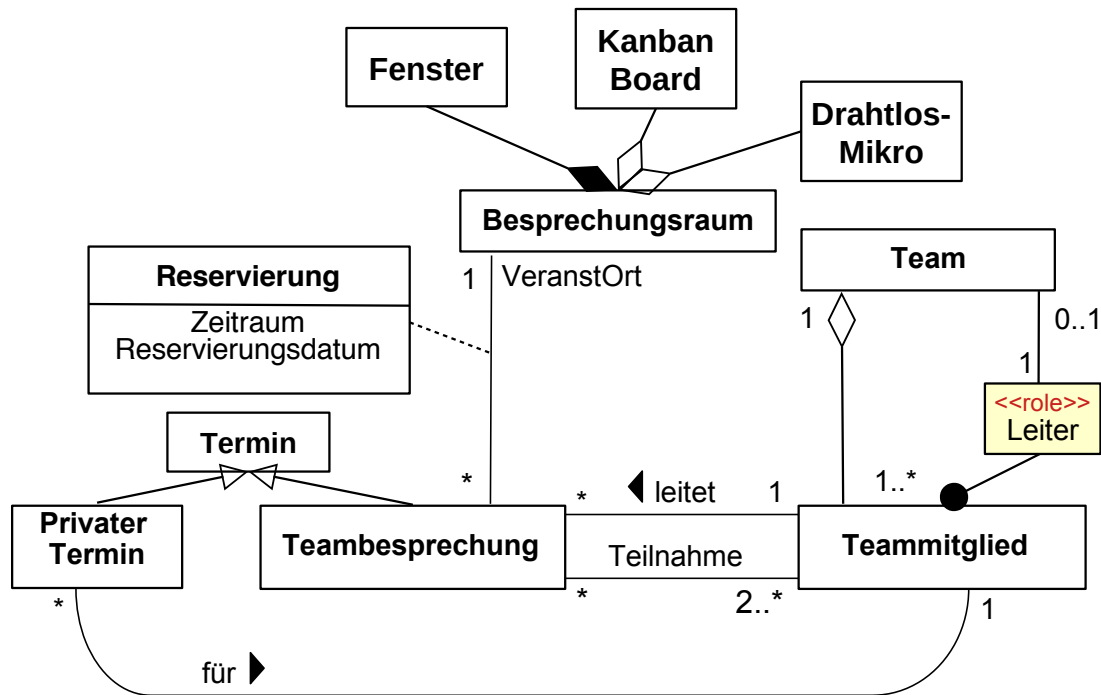 Fenster
Kanban
Board
Drahtlos-
Mikro
Besprechungsraum
Team
Reservierung
Zeitraum
Reservierungsdatum
1
VeranstOrt
1
0..1
1
<<role>>
Leiter
Termin
*
*
leitet
1
1..*
Privater
Termin
Teambesprechung
Teilnahme
Teammitglied
*
*
2..*
1
für